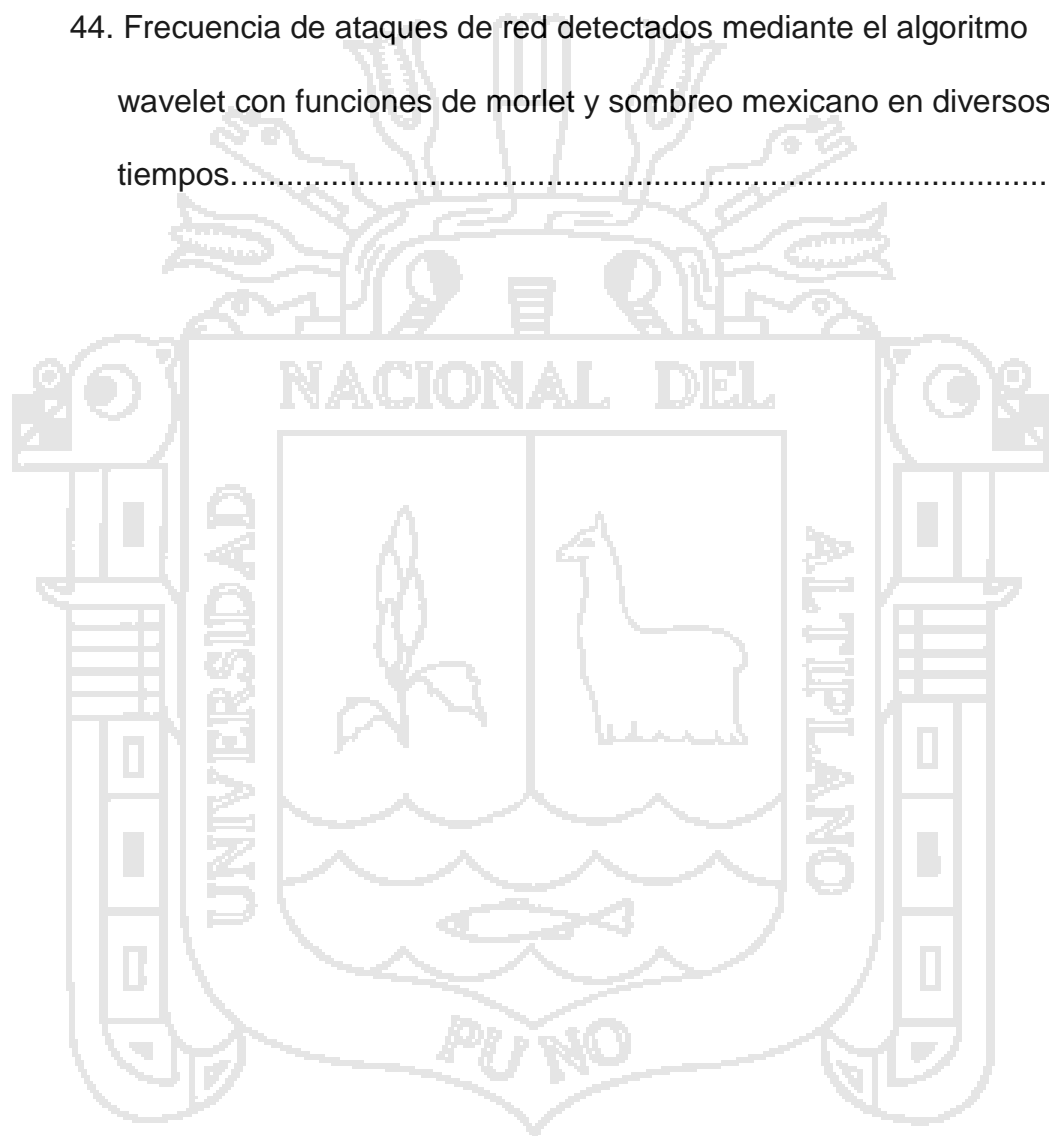 44. Frecuencia de ataques de red detectados mediante el algoritmo
wavelet con funciones de morlet y sombreo mexicano en diversos
tiempos.....................................................................................
NACIONAL DEL
UNIVERSIDAD
ALTIPLANO
PUNO